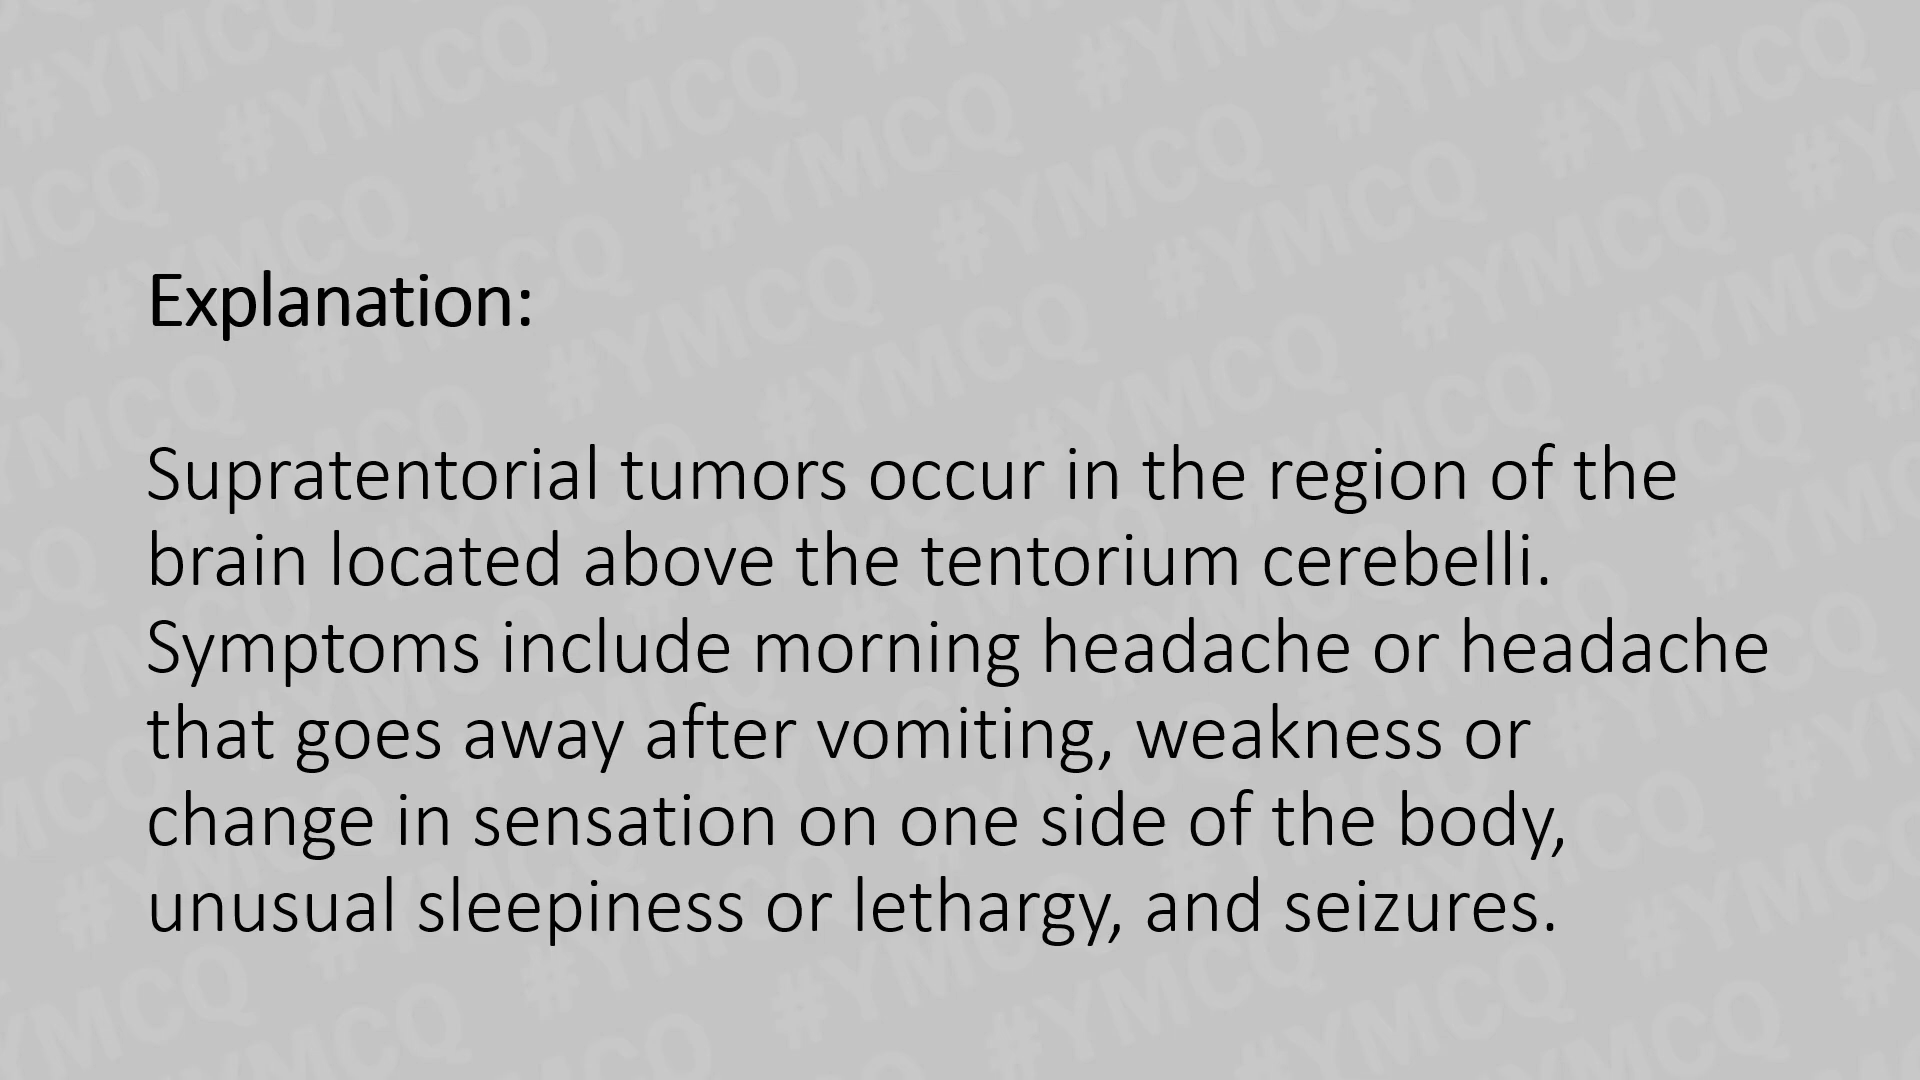 Explanation:
Supratentorial tumors occur in the region of the
brain located above the tentorium cerebelli.
Symptoms include morning headache or headache
that goes away after vomiting, weakness or
change in sensation on one side of the body,
unusual sleepiness or lethargy, and seizures.
#YMCQ